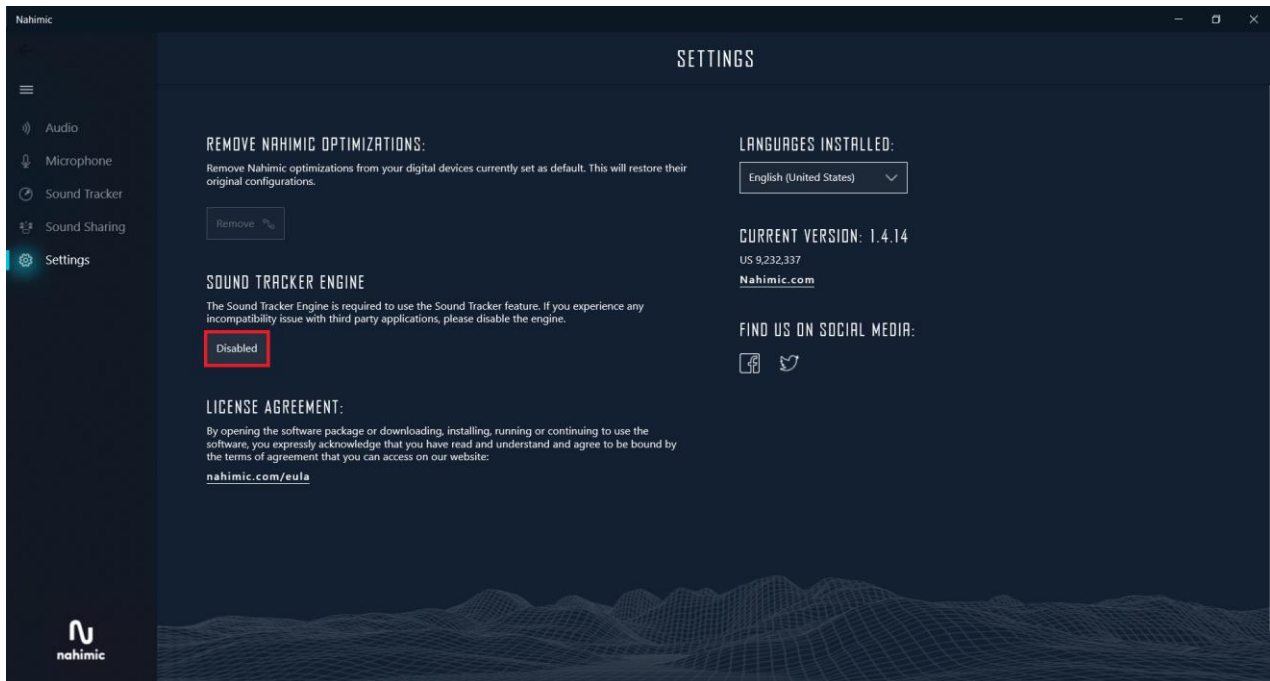 Nahimic
SETTINGS
Audio
Microphone
Sound Tracker
Sound Sharing
Settings
REMOVE NAHIMIC OPTIMIZATIONS:
Remove Nahimic optimizations from your digital devices currently set as default. This will restore their
original configurations.
Remove
SOUND TRACKER ENGINE
The Sound Tracker Engine is required to use the Sound Tracker feature. If you experience any
incompatibility issue with third party applications, please disable the engine.
Disabled
LICENSE AGREEMENT:
By opening the software package or downloading, installing, running or continuing to use the
software, you expressly acknowledge that you have read and understand and agree to be bound by
the terms of agreement that you can access on our website:
nahimic.com/eula
LANGUAGES INSTALLED:
English (United States)
CURRENT VERSION: 1.4.14
US 9,232,337
Nahimic.com
FIND US ON SOCIAL MEDIA:
nahimic